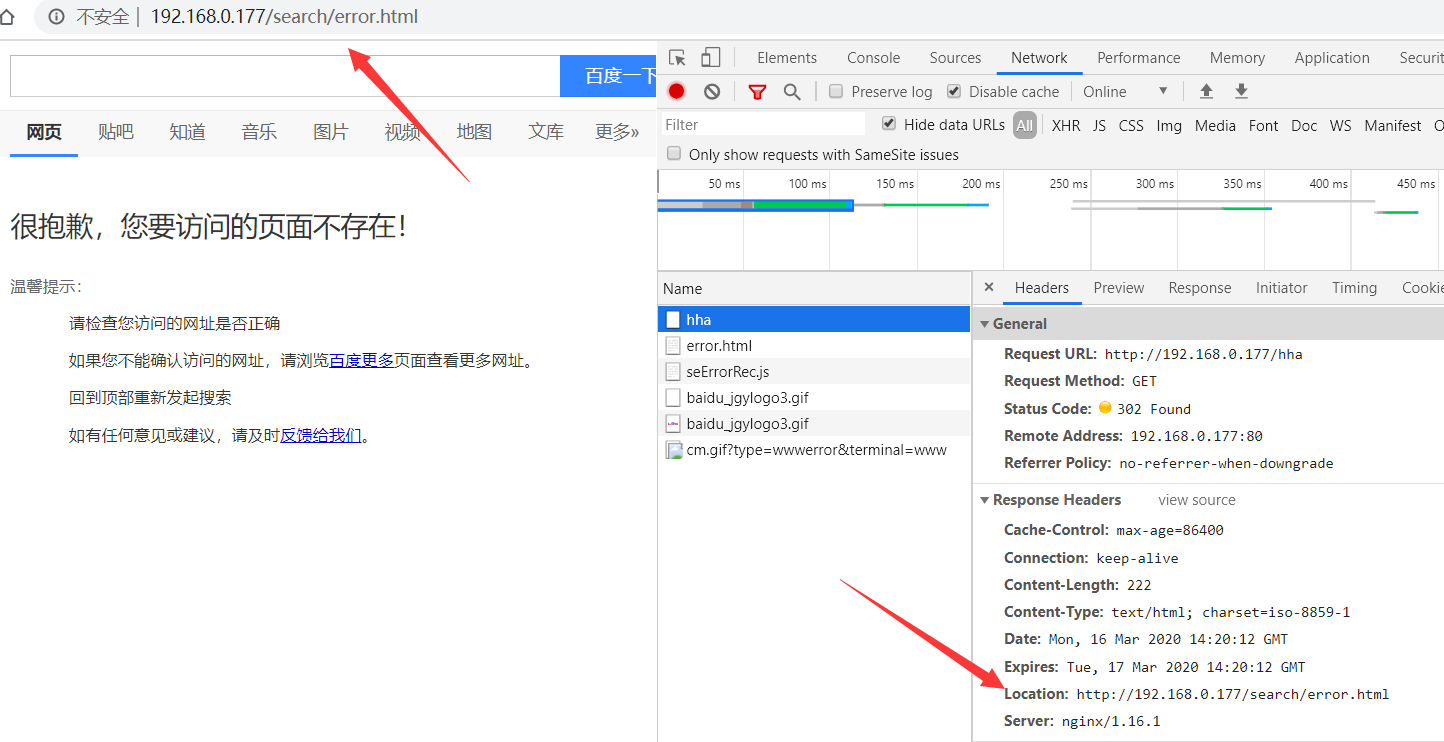 不安全 | 192.168.0.177/search/error.html
百度一下
网页 贴吧 知道 音乐 图片 视频 地图 文库 更多»
很抱歉，您要访问的页面不存在！
温馨提示：
请检查您访问的网址是否正确
如果您不能确认访问的网址，请浏览百度更多页面查看更多网址。
回到顶部重新发起搜索
如有任何意见或建议，请及时反馈给我们。
Elements Console Sources Network Performance Memory Application Securit
Preserve log Disable cache Online
Filter Hide data URLs All XHR JS CSS Img Media Font Doc WS Manifest O
Only show requests with SameSite issues
50 ms 100 ms 150 ms 200 ms 250 ms 300 ms 350 ms 400 ms 450 ms
Name
hha
error.html
seErrorRec.js
baidu_jgylogo3.gif
baidu_jgylogo3.gif
cm.gif?type=wwwerror&terminal=www
× Headers Preview Response Initiator Timing Cookie
General
Request URL: http://192.168.0.177/hha
Request Method: GET
Status Code: 302 Found
Remote Address: 192.168.0.177:80
Referrer Policy: no-referrer-when-downgrade
Response Headers view source
Cache-Control: max-age=86400
Connection: keep-alive
Content-Length: 222
Content-Type: text/html; charset=iso-8859-1
Date: Mon, 16 Mar 2020 14:20:12 GMT
Expires: Tue, 17 Mar 2020 14:20:12 GMT
Location: http://192.168.0.177/search/error.html
Server: nginx/1.16.1